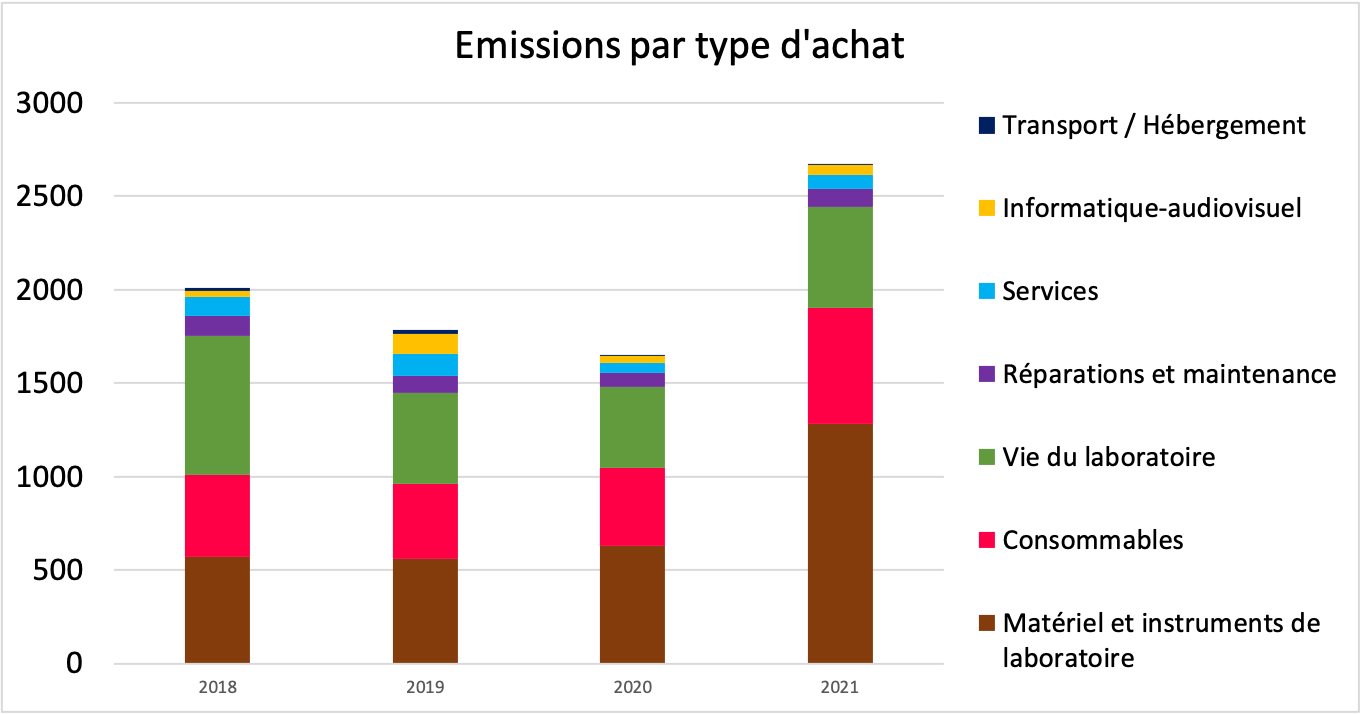 Emissions par type d'achat
3000
2500
2000
1500
1000
500
0
2018
2019
2020
2021
Transport / Hébergement
Informatique-audiovisuel
Services
Réparations et maintenance
Vie du laboratoire
Consommables
Matériel et instruments de
laboratoire